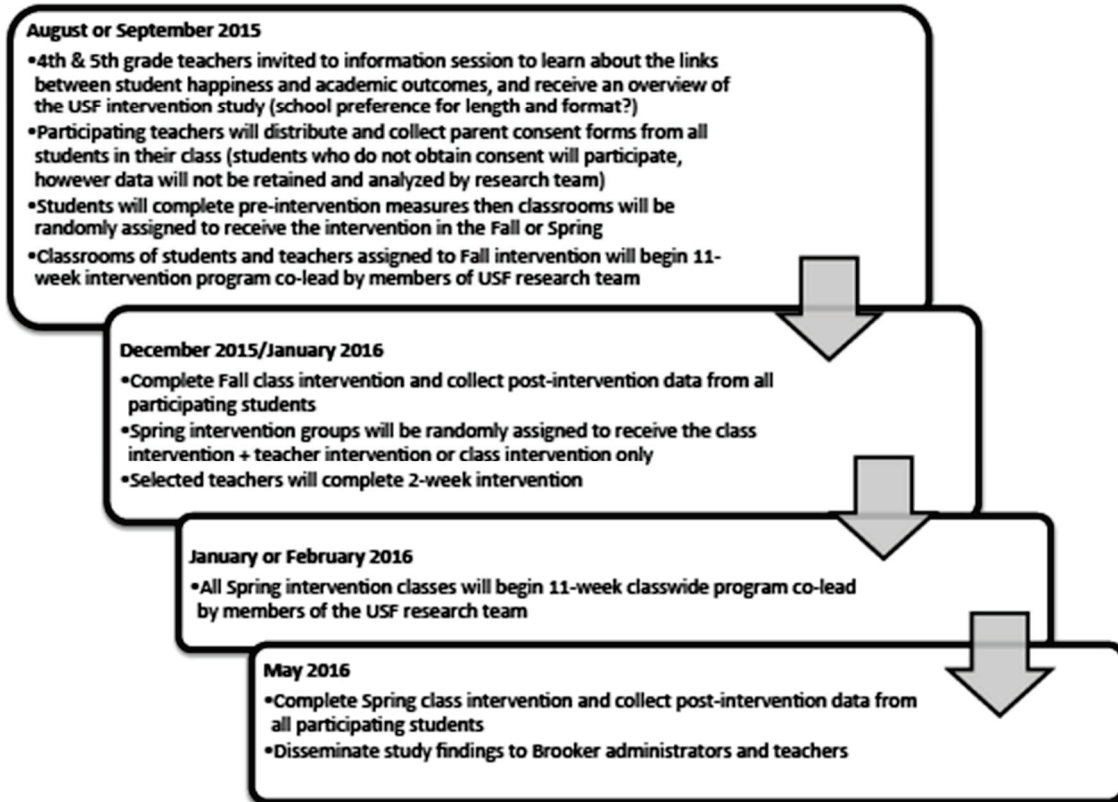 August or September 2015
•4th & 5th grade teachers invited to information session to learn about the links
between student happiness and academic outcomes, and receive an overview of
the USF intervention study (school preference for length and format?)
•Participating teachers will distribute and collect parent consent forms from all
students in their class (students who do not obtain consent will participate,
however data will not be retained and analyzed by research team)
•Students will complete pre-intervention measures then classrooms will be
randomly assigned to receive the intervention in the Fall or Spring
•Classrooms of students and teachers assigned to Fall intervention will begin 11-
week intervention program co-lead by members of USF research team
December 2015/January 2016
•Complete Fall class intervention and collect post-intervention data from all
participating students
•Spring intervention groups will be randomly assigned to receive the class
intervention + teacher intervention or class intervention only
•Selected teachers will complete 2-week intervention
January or February 2016
•All Spring intervention classes will begin 11-week classwide program co-lead
by members of the USF research team
May 2016
•Complete Spring class intervention and collect post-intervention data from
all participating students
•Disseminate study findings to Brooker administrators and teachers